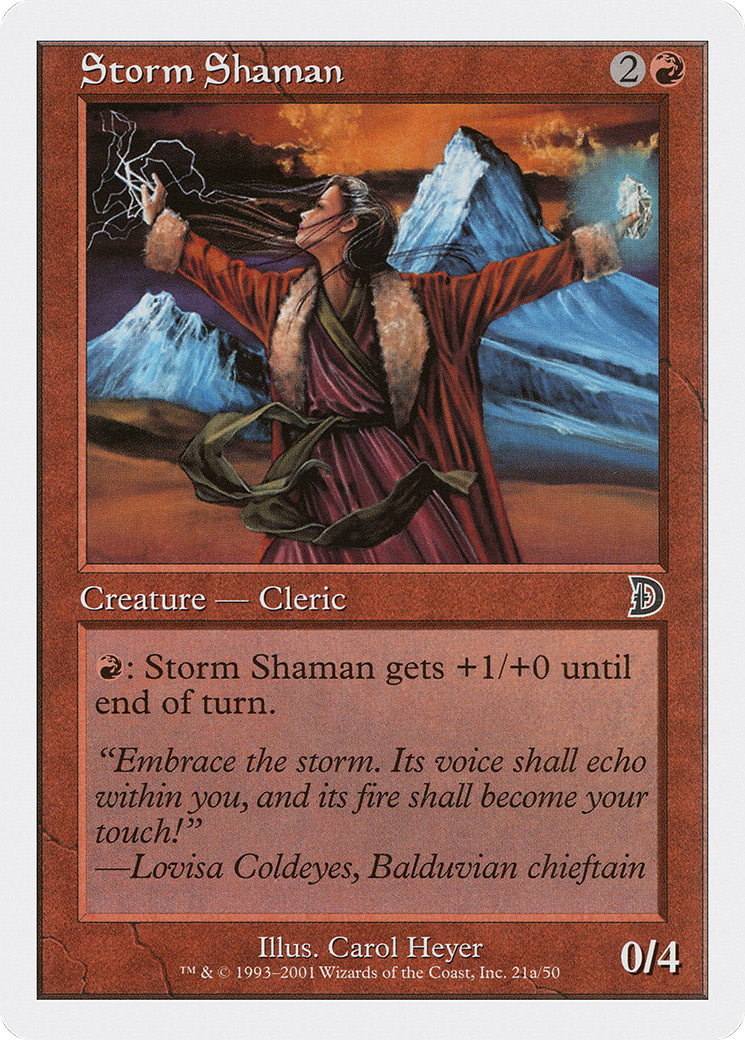 Storm Shaman
2
Creature — Cleric
D
: Storm Shaman gets +1/+0 until
end of turn.
“Embrace the storm. Its voice shall echo
within you, and its fire shall become your
touch!”
—Lovisa Coldeyes, Balduvian chieftain
Illus. Carol Heyer
™ & © 1993–2001 Wizards of the Coast, Inc. 21a/50
0/4